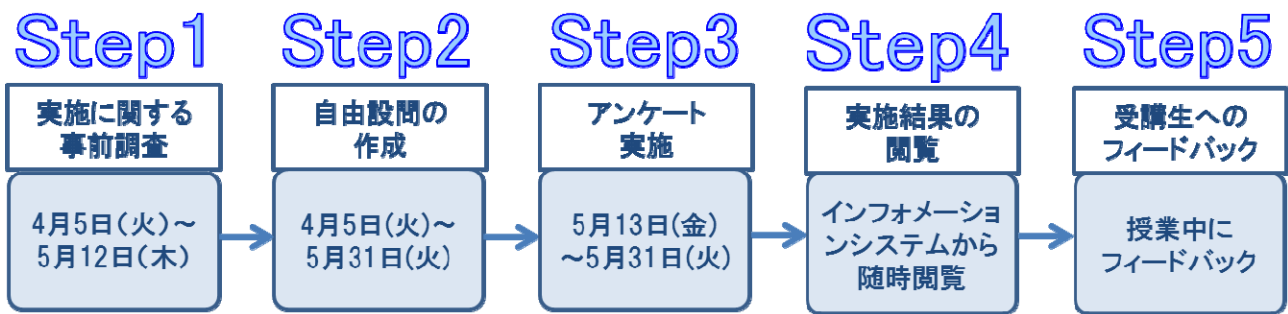 Step1
実施に関する
事前調査
4月5日(火)～
5月12日(木)
Step2
自由設問の
作成
4月5日(火)～
5月31日(火)
Step3
アンケート
実施
5月13日(金)
～5月31日(火)
Step4
実施結果の
閲覧
インフォメーショ
ンシステムから
随時閲覧
Step5
受講生への
フィードバック
授業中に
フィードバック